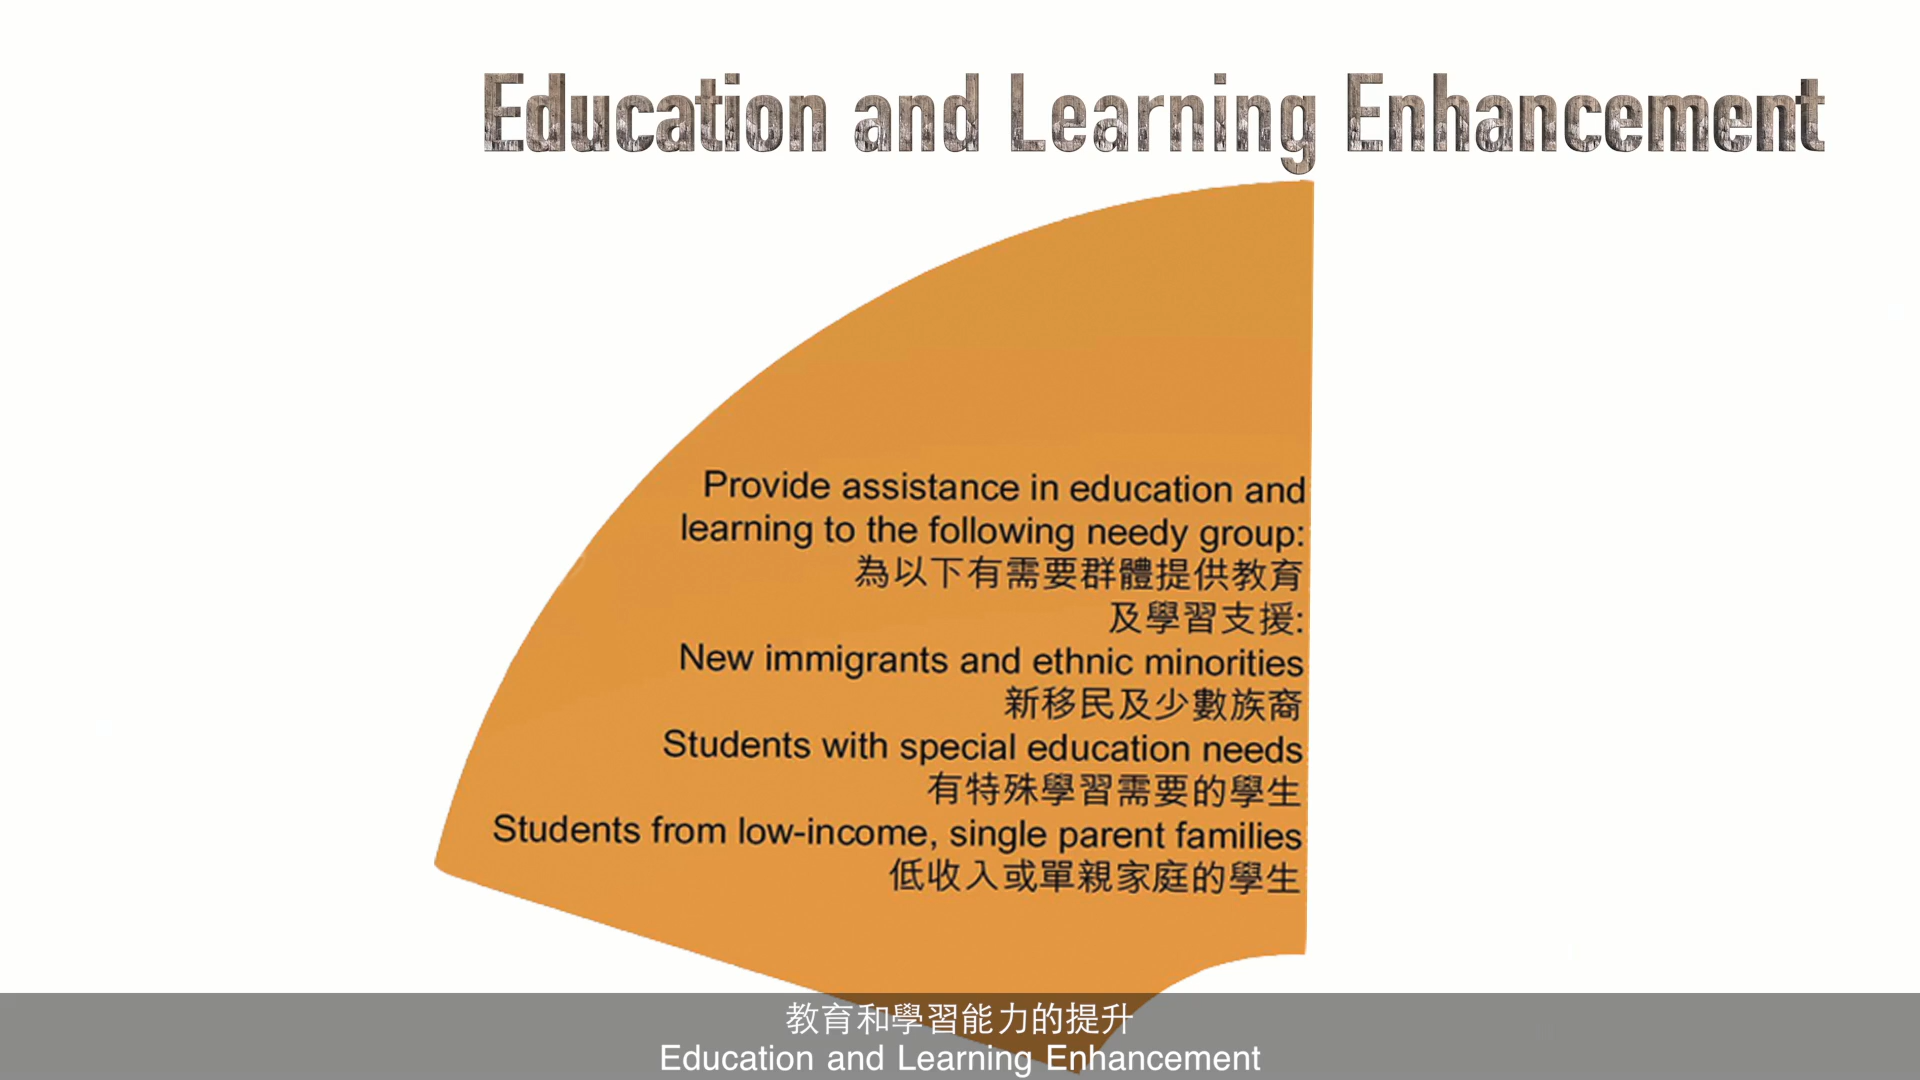 Education and Learning Enhancement
Provide assistance in education and
learning to the following needy group:
為以下有需要群體提供教育
及學習支援:
New immigrants and ethnic minorities
新移民及少數族裔
Students with special education needs
有特殊學習需要的學生
Students from low-income, single parent families
低收入或單親家庭的學生
教育和學習能力的提升
Education and Learning Enhancement